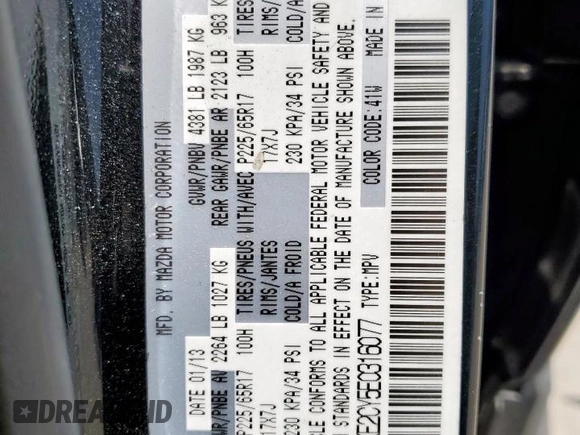 MFD. BY MAZDA MOTOR CORPORATION
DATE 01/13 GVWR/PNBV 4381 LB 1987 KG
GAWR/PNBE AV 2264 LB 1027 KG REAR GAWR/PNBE AR 2123 LB 963 K
P225/65R17 100H TIRES/PNEUS WITH/AVEC P225/65R17 100H TIRES
17X7J RIMS/JANTES 17X7J RIMS/
230 KPA/34 PSI COLD/A FROID 230 KPA/34 PSI COLD/A
CONFORMS TO ALL APPLICABLE FEDERAL MOTOR VEHICLE SAFETY AND
STANDARDS IN EFFECT ON THE DATE OF MANUFACTURE SHOWN ABOVE.
E2CV5E0316077 TYPE:MPV COLOR CODE:41W MADE IN
DEALERSCORE